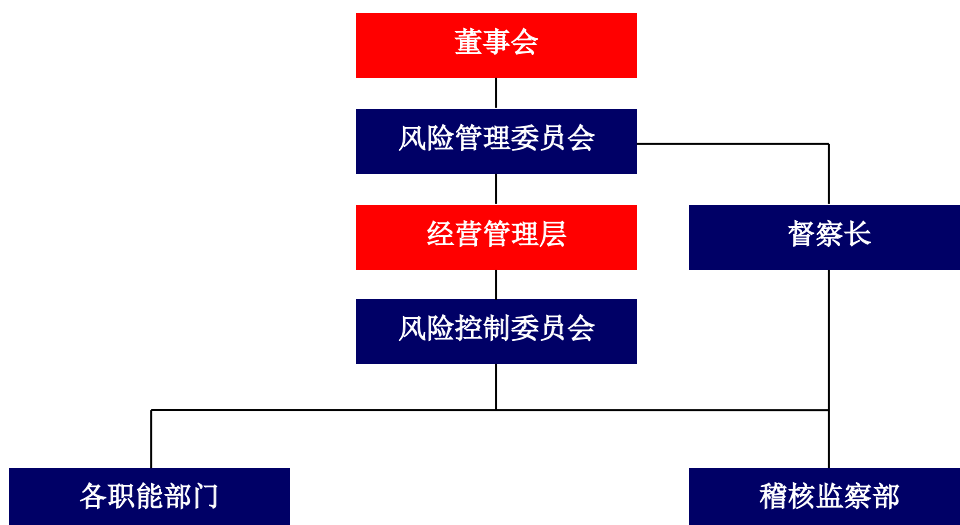 董事会
风险管理委员会
经营管理层
督察长
风险控制委员会
各职能部门
稽核监察部